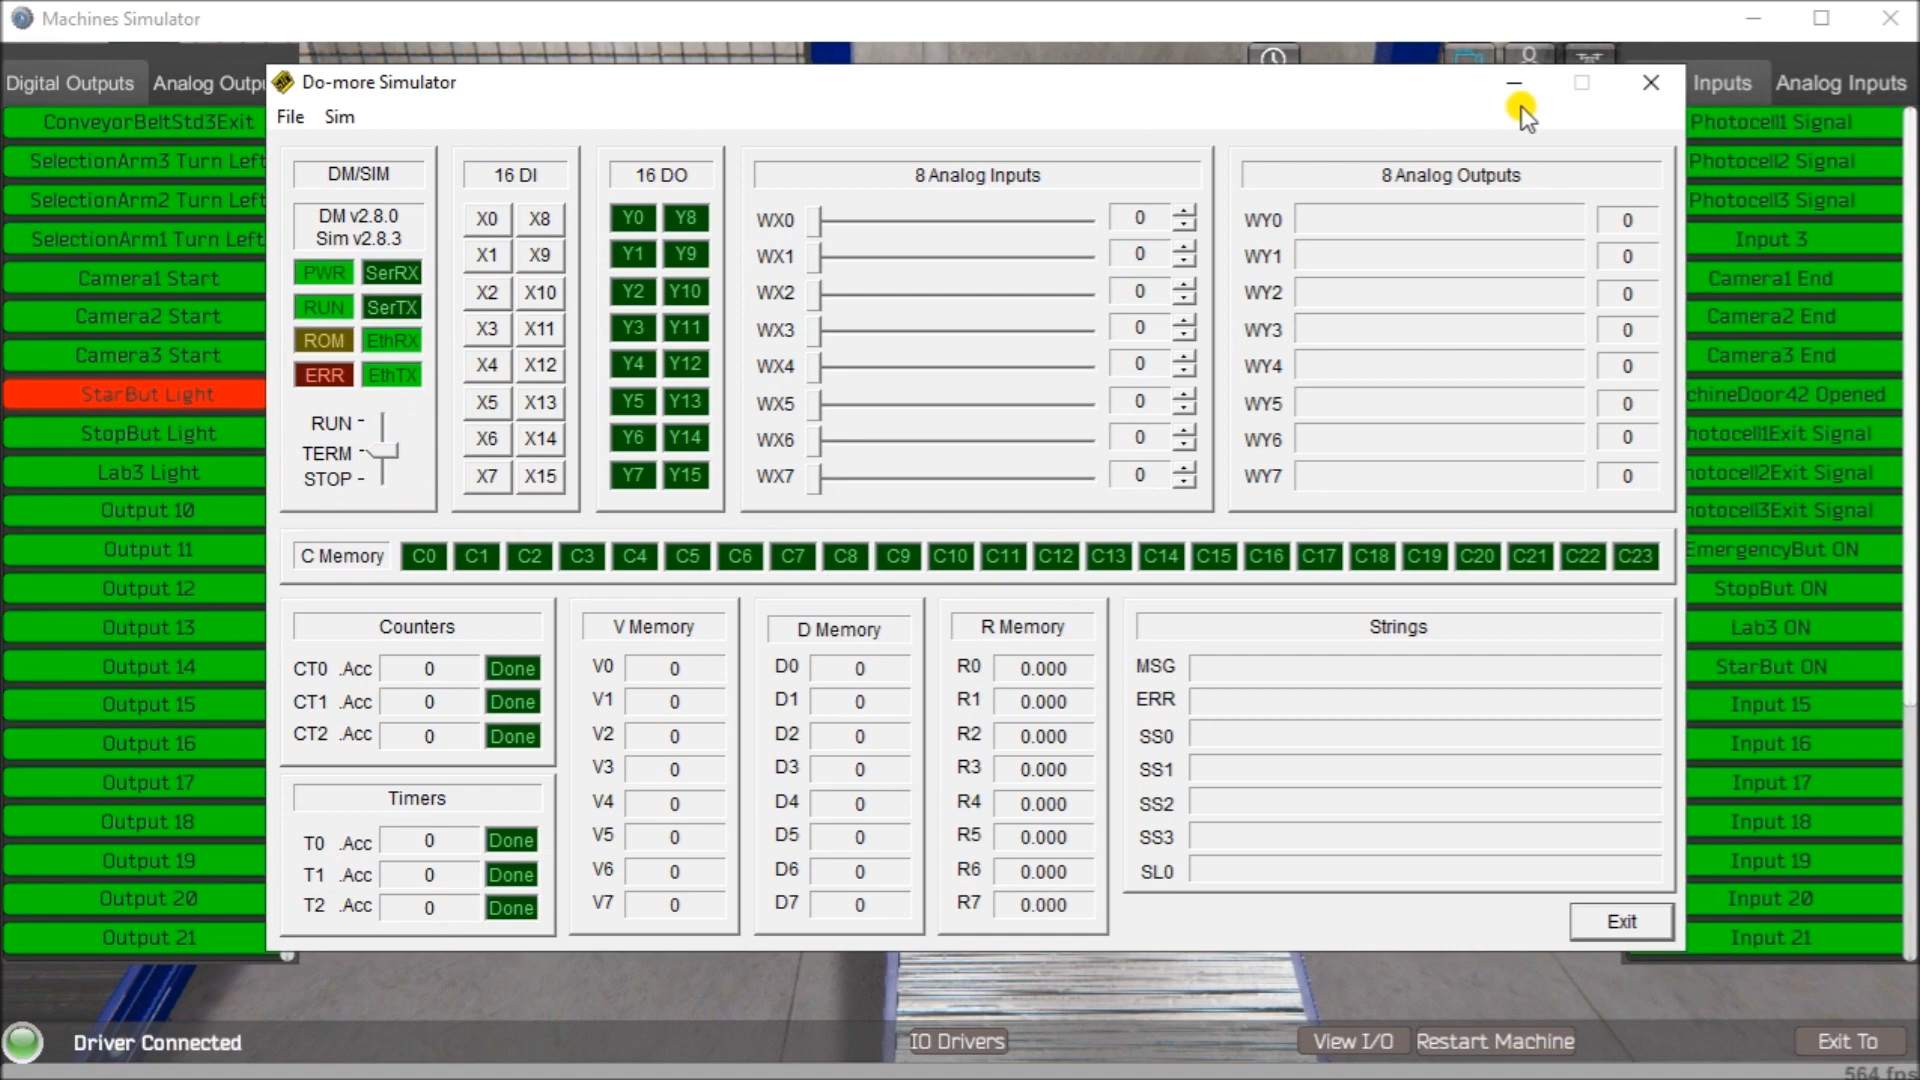 Machines Simulator
Digital Outputs
Analog Outpu
ConveyorBeltStd3Exit
SelectionArm3 Turn Left
SelectionArm2 Turn Left
SelectionArm1 Turn Left
Camera1 Start
Camera2 Start
Camera3 Start
StarBut Light
StopBut Light
Lab3 Light
Output 10
Output 11
Output 12
Output 13
Output 14
Output 15
Output 16
Output 17
Output 18
Output 19
Output 20
Output 21
Do-more Simulator
File Sim
DM/SIM
DM v2.8.0
Sim v2.8.3
PWR SerRX
RUN SerTX
ROM EthRX
ERR EthTX
RUN
TERM
STOP
16 DI
X0 X8
X1 X9
X2 X10
X3 X11
X4 X12
X5 X13
X6 X14
X7 X15
16 DO
Y0 Y8
Y1 Y9
Y2 Y10
Y3 Y11
Y4 Y12
Y5 Y13
Y6 Y14
Y7 Y15
8 Analog Inputs
WX0 0
WX1 0
WX2 0
WX3 0
WX4 0
WX5 0
WX6 0
WX7 0
8 Analog Outputs
WY0 0
WY1 0
WY2 0
WY3 0
WY4 0
WY5 0
WY6 0
WY7 0
C Memory C0 C1 C2 C3 C4 C5 C6 C7 C8 C9 C10 C11 C12 C13 C14 C15 C16 C17 C18 C19 C20 C21 C22 C23
Counters
CT0 .Acc 0 Done
CT1 .Acc 0 Done
CT2 .Acc 0 Done
Timers
T0 .Acc 0 Done
T1 .Acc 0 Done
T2 .Acc 0 Done
V Memory
V0 0
V1 0
V2 0
V3 0
V4 0
V5 0
V6 0
V7 0
D Memory
D0 0
D1 0
D2 0
D3 0
D4 0
D5 0
D6 0
D7 0
R Memory
R0 0.000
R1 0.000
R2 0.000
R3 0.000
R4 0.000
R5 0.000
R6 0.000
R7 0.000
Strings
MSG
ERR
SS0
SS1
SS2
SS3
SL0
Exit
Inputs
Analog Inputs
Photocell1 Signal
Photocell2 Signal
Photocell3 Signal
Input 3
Camera1 End
Camera2 End
Camera3 End
chineDoor42 Opened
hotocell1Exit Signal
hotocell2Exit Signal
hotocell3Exit Signal
EmergencyBut ON
StopBut ON
Lab3 ON
StarBut ON
Input 15
Input 16
Input 17
Input 18
Input 19
Input 20
Input 21
Driver Connected
IO Drivers
View I/O
Restart Machine
Exit To
564 fps